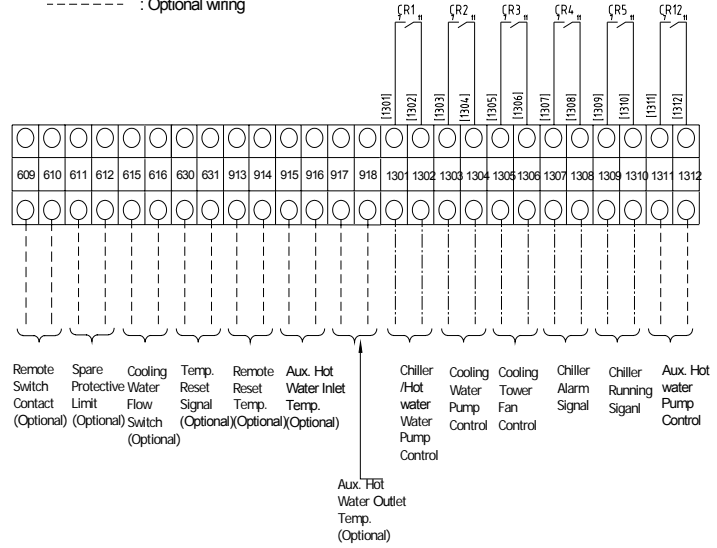 ------ : Optional wiring
CR1 CR2 CR3 CR4 CR5 CR12
[1301] [1302] [1303] [1304] [1305] [1306] [1307] [1308] [1309] [1310] [1311] [1312]
609 610 611 612 615 616 630 631 913 914 915 916 917 918 1301 1302 1303 1304 1305 1306 1307 1308 1309 1310 1311 1312
Remote
Switch
Contact
(Optional)
Spare
Protective
Limit
(Optional)
Cooling
Water
Flow
Switch
(Optional)
Temp.
Reset
Signal
(Optional)
Remote
Reset
Temp.
(Optional)
Aux. Hot
Water Inlet
Temp.
(Optional)
Aux. Hot
Water Outlet
Temp.
(Optional)
Chiller
/Hot
water
Water
Pump
Control
Cooling
Water
Pump
Control
Cooling
Tower
Fan
Control
Chiller
Alarm
Signal
Chiller
Running
Siganl
Aux. Hot
water
Pump
Control